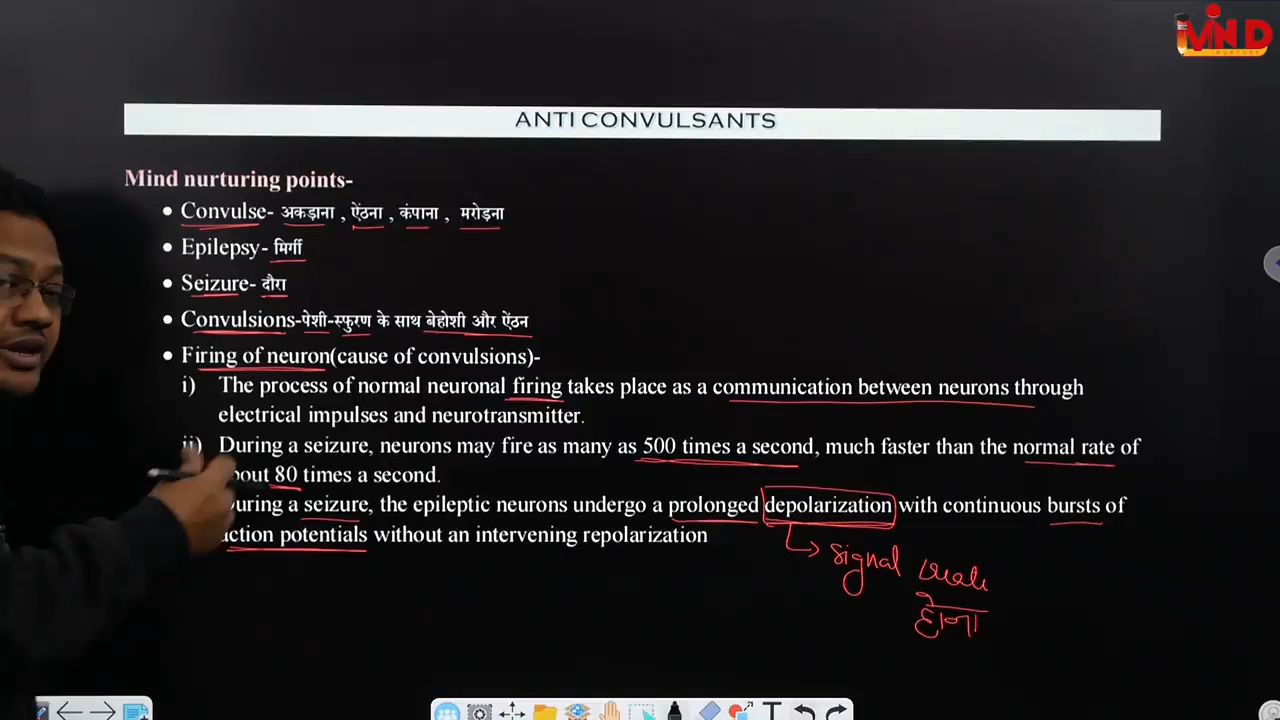 MIND
ANTI CONVULSANTS
Mind nurturing points-
• Convulse- अकड़ाना , ऐंठना , कंपाना , मरोड़ना
• Epilepsy- मिर्गी
• Seizure- दौरा
• Convulsions-पेशी-स्फुरण के साथ बेहोशी और ऐंठन
• Firing of neuron(cause of convulsions)-
i) The process of normal neuronal firing takes place as a communication between neurons through
electrical impulses and neurotransmitter.
ii) During a seizure, neurons may fire as many as 500 times a second, much faster than the normal rate of
bout 80 times a second.
uring a seizure, the epileptic neurons undergo a prolonged depolarization with continuous bursts of
ction potentials without an intervening repolarization
signal
होना